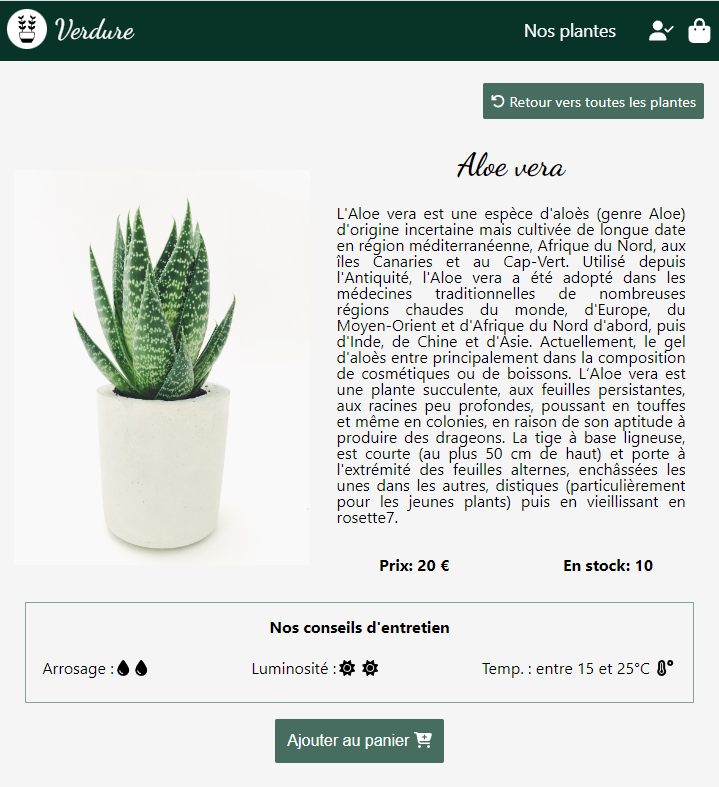 Verdure
Nos plantes
Retour vers toutes les plantes
Aloe vera
L'Aloe vera est une espèce d'aloès (genre Aloe)
d'origine incertaine mais cultivée de longue date
en région méditerranéenne, Afrique du Nord, aux
îles Canaries et au Cap-Vert. Utilisé depuis
l'Antiquité, l'Aloe vera a été adopté dans les
médecines traditionnelles de nombreuses
régions chaudes du monde, d'Europe, du
Moyen-Orient et d'Afrique du Nord d'abord, puis
d'Inde, de Chine et d'Asie. Actuellement, le gel
d'aloès entre principalement dans la composition
de cosmétiques ou de boissons. L’Aloe vera est
une plante succulente, aux feuilles persistantes,
aux racines peu profondes, poussant en touffes
et même en colonies, en raison de son aptitude à
produire des drageons. La tige à base ligneuse,
est courte (au plus 50 cm de haut) et porte à
l'extrémité des feuilles alternes, enchâssées les
unes dans les autres, distiques (particulièrement
pour les jeunes plants) puis en vieillissant en
rosette7.
Prix: 20 €
En stock: 10
Nos conseils d'entretien
Arrosage :
Luminosité :
Temp. : entre 15 et 25°C
Ajouter au panier